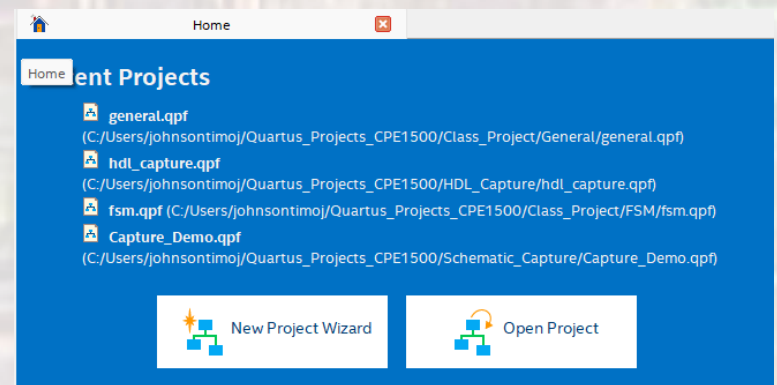 Home
Home
ent Projects
general.qpf
(C:/Users/johnsontimoj/Quartus_Projects_CPE1500/Class_Project/General/general.qpf)
hdl_capture.qpf
(C:/Users/johnsontimoj/Quartus_Projects_CPE1500/HDL_Capture/hdl_capture.qpf)
fsm.qpf (C:/Users/johnsontimoj/Quartus_Projects_CPE1500/Class_Project/FSM/fsm.qpf)
Capture_Demo.qpf
(C:/Users/johnsontimoj/Quartus_Projects_CPE1500/Schematic_Capture/Capture_Demo.qpf)
New Project Wizard
Open Project